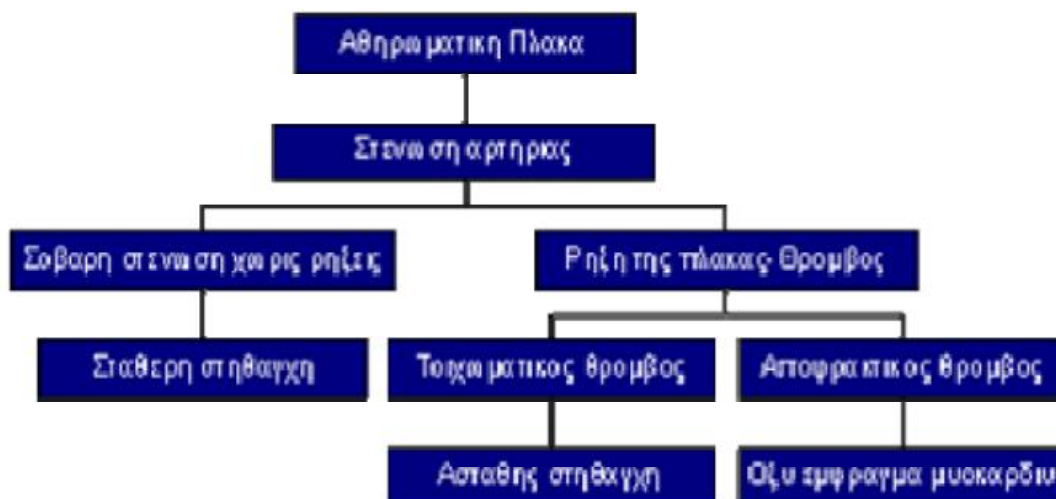 Αθηρωματικη Πλακα
Στενωση αρτηριας
Σοβαρη στενωση χωρις ρηξεις
Ρηξη της πλακας- Θρομβος
Σταθερη στηθαγχη
Τοιχωματικος θρομβος
Αποφρακτικος θρομβος
Ασταθης στηθαγχη
Οξυ εμφραγμα μυοκαρδιυ